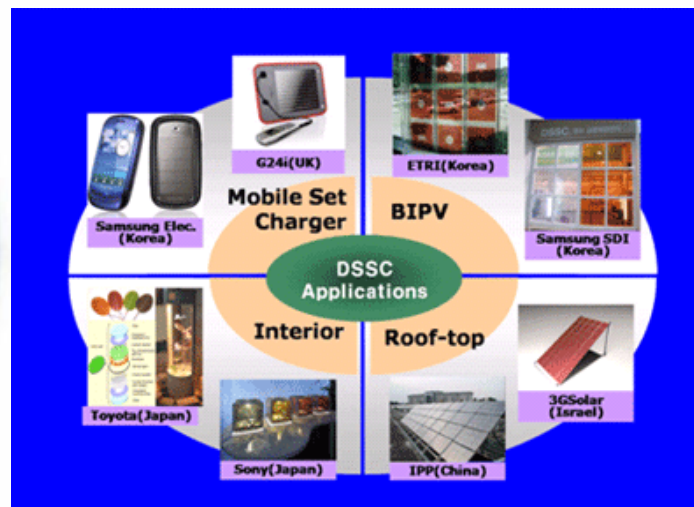 G24i(UK)
ETRI(Korea)
Samsung Elec.
(Korea)
Mobile Set
Charger
BIPV
Samsung SDI
(Korea)
DSSC
Applications
Interior
Roof-top
Toyota(Japan)
3GSolar
(Israel)
Sony(Japan)
IPP(China)